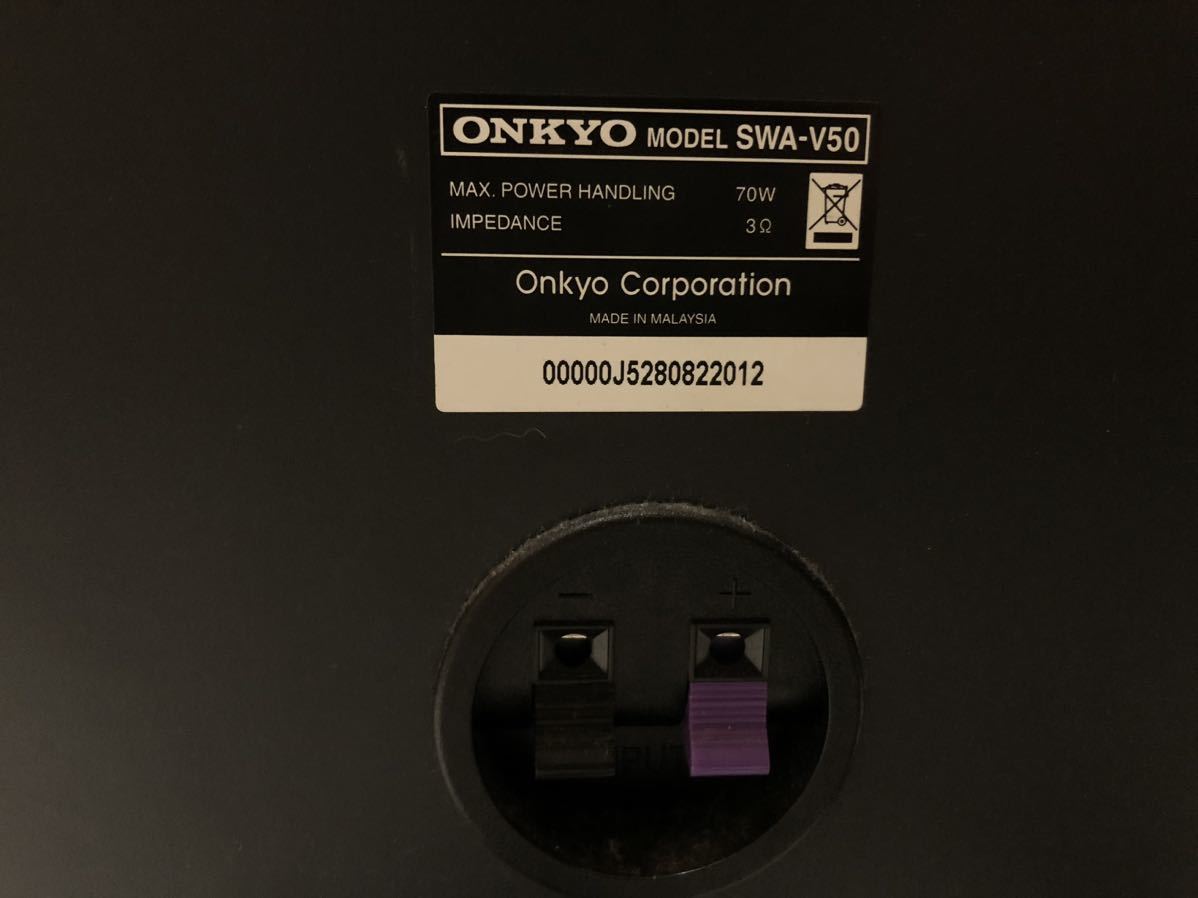 ONKYO MODEL SWA-V50
MAX. POWER HANDLING 70W
IMPEDANCE 3Ω
Onkyo Corporation
MADE IN MALAYSIA
00000J5280822012
− +